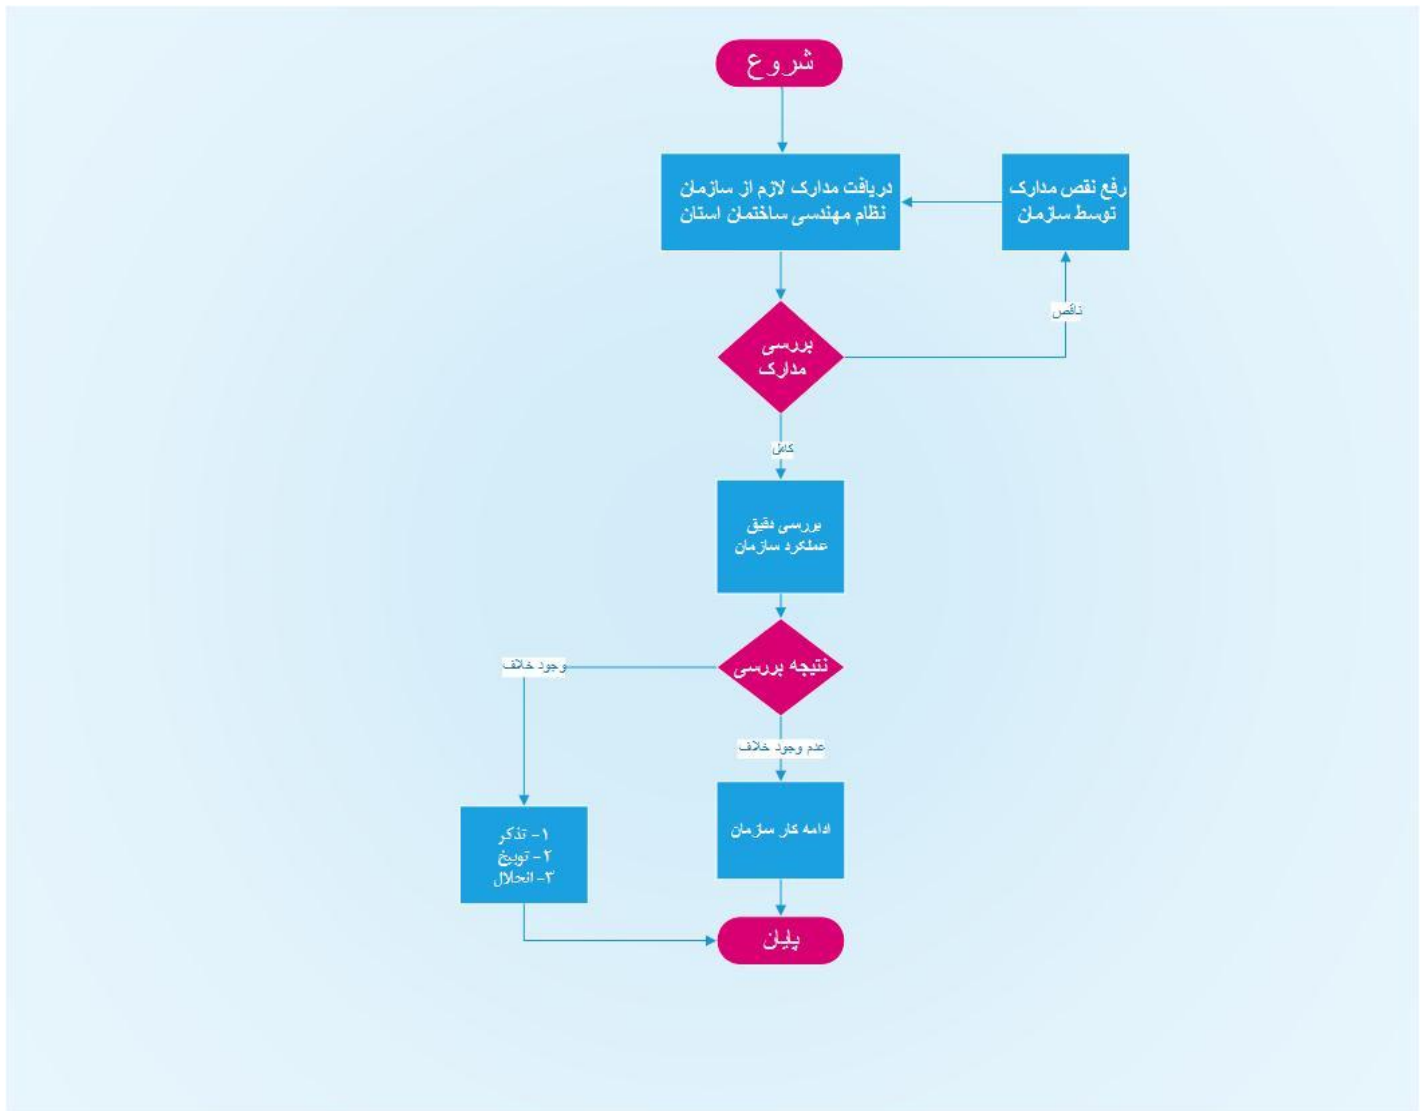 شروع
دریافت مدارک لازم از سازمان
نظام مهندسی ساختمان استان
رفع نقص مدارک
توسط سازمان
ناقص
بررسی
مدارک
کامل
بررسی دقیق
عملکرد سازمان
نتیجه بررسی
وجود خلاف
عدم وجود خلاف
ادامه کار سازمان
۱- تذکر
۲- توبیخ
۳- انحلال
پایان